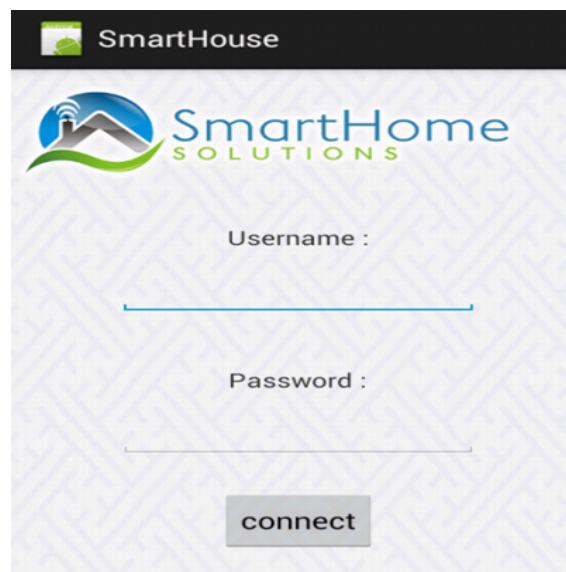 SmartHouse
SmartHome
SOLUTIONS
Username :
Password :
connect